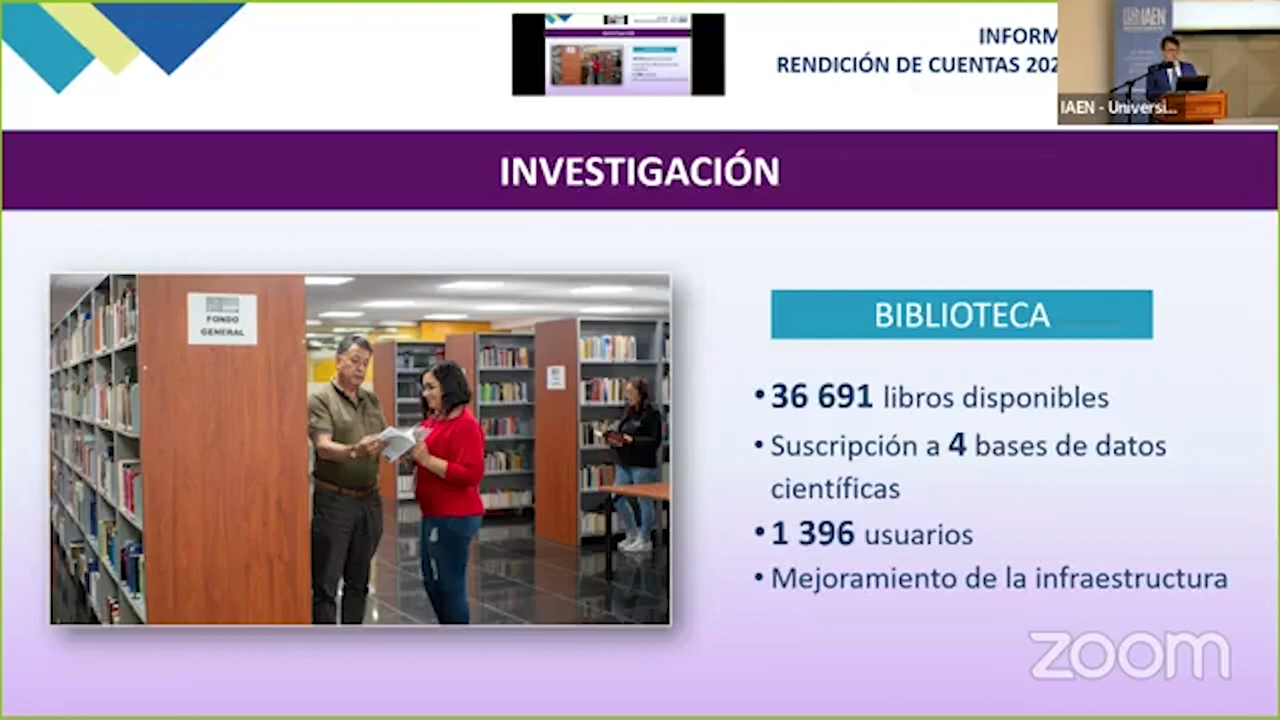 INFORM
RENDICIÓN DE CUENTAS 202
IAEN
IAEN - Universi...
INVESTIGACIÓN
FONDO
GENERAL
BIBLIOTECA
•36 691 libros disponibles
•Suscripción a 4 bases de datos
científicas
•1 396 usuarios
•Mejoramiento de la infraestructura
zoom